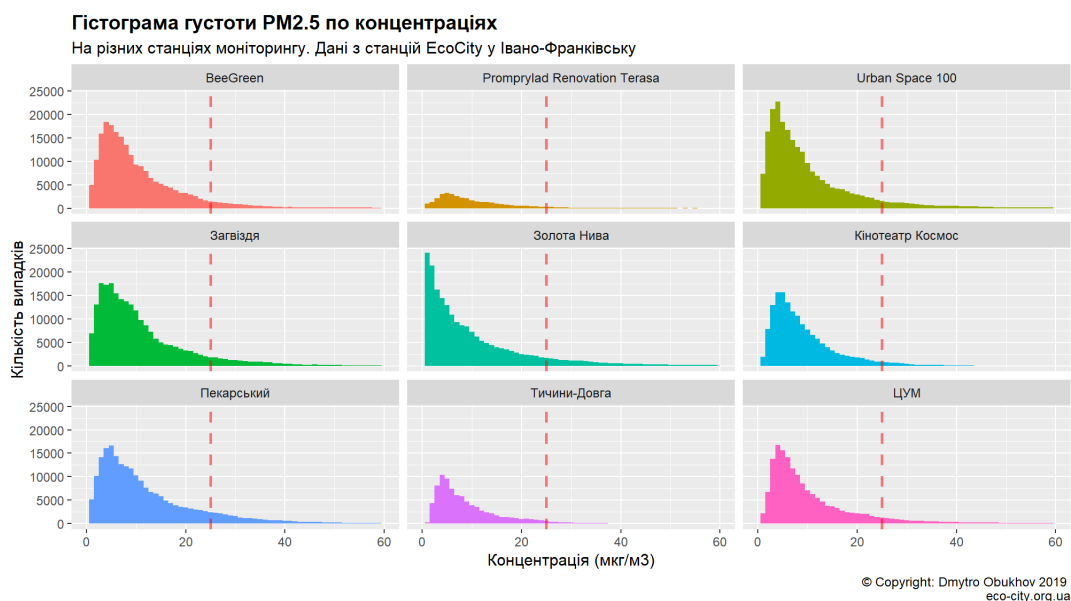 Гістограма густоти PM2.5 по концентраціях
На різних станціях моніторингу. Дані з станцій EcoCity у Івано-Франківську
BeeGreen
Promprylad Renovation Terasa
Urban Space 100
25000
20000
15000
10000
5000
0
Загвіздя
Золота Нива
Кінотеатр Космос
25000
20000
15000
10000
5000
0
Кількість випадків
Пекарський
Тичини-Довга
ЦУМ
25000
20000
15000
10000
5000
0
0 20 40 60 0 20 40 60 0 20 40 60
Концентрація (мкг/м3)
© Copyright: Dmytro Obukhov 2019
eco-city.org.ua